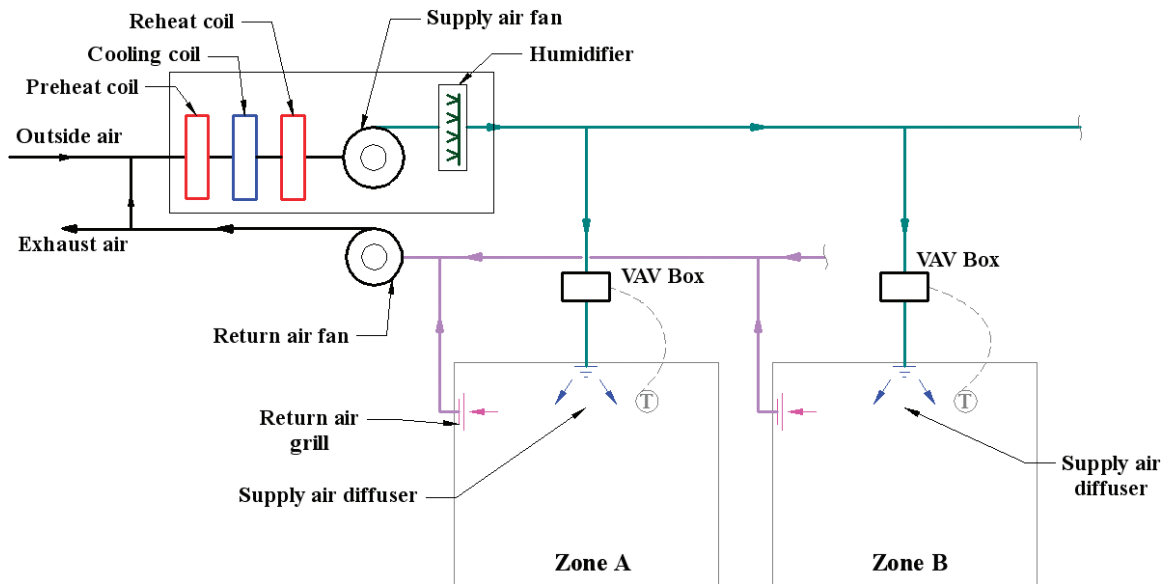 Reheat coil
Supply air fan
Cooling coil
Humidifier
Preheat coil
Outside air
Exhaust air
VAV Box
VAV Box
Return air fan
T
T
Return air
grill
Supply air diffuser
Supply air
diffuser
Zone A
Zone B